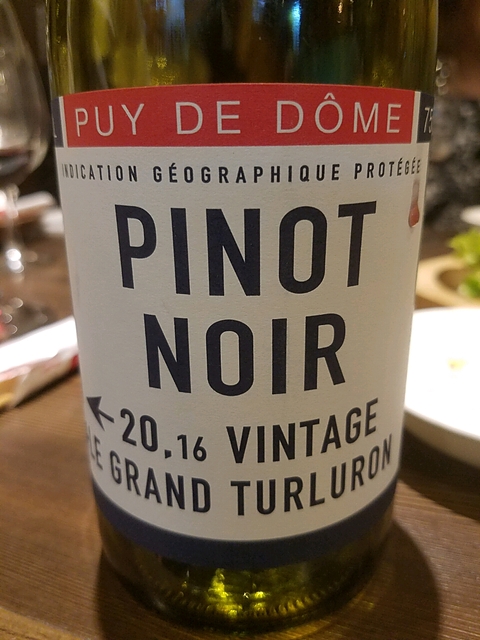 PUY DE DÔME
INDICATION GÉOGRAPHIQUE PROTÉGÉE
PINOT
NOIR
←20,16 VINTAGE
LE GRAND TURLURON